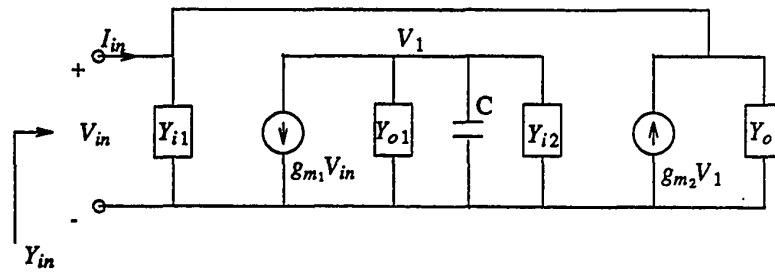 I_in
V_1
+
C
V_in
Y_i1
Y_o1
Y_i2
Y_o
g_m1 V_in
g_m2 V_1
-
Y_in